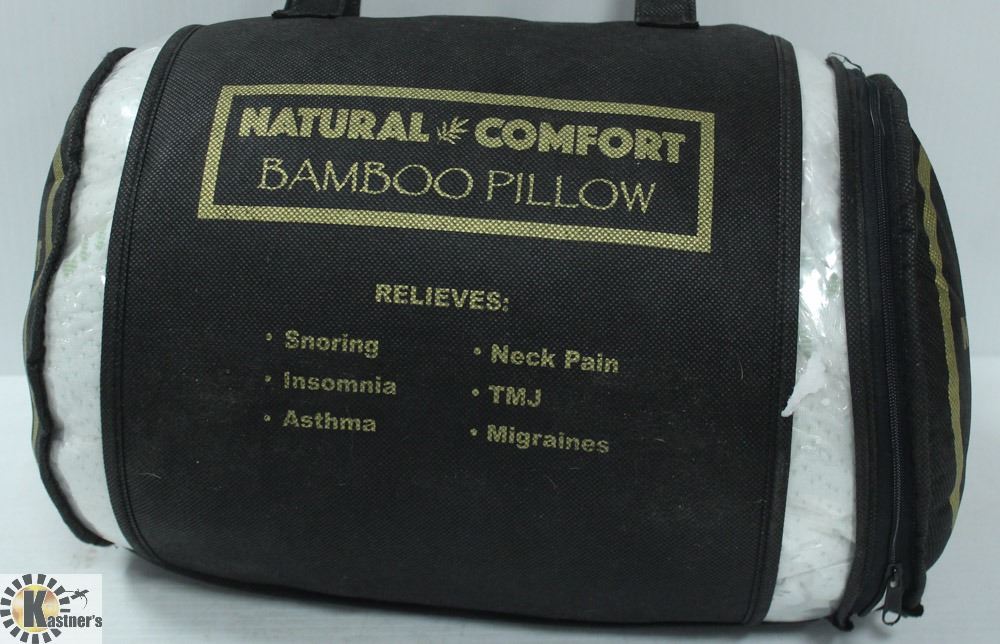 NATURAL COMFORT
BAMBOO PILLOW
RELIEVES:
• Snoring
• Insomnia
• Asthma
• Neck Pain
• TMJ
• Migraines
KASTNER'S